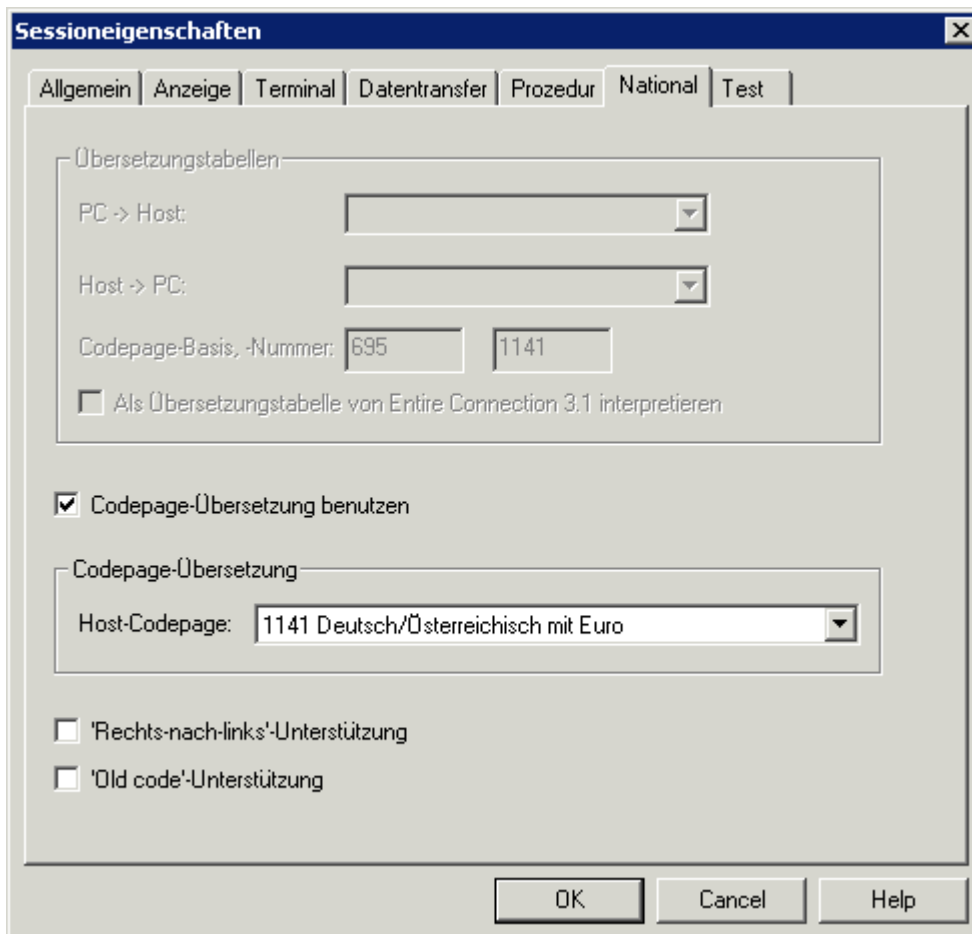 Sessioneigenschaften
Allgemein Anzeige Terminal Datentransfer Prozedur National Test
Übersetzungstabellen
PC -> Host:
Host -> PC:
Codepage-Basis, -Nummer: 695 1141
Als Übersetzungstabelle von Entire Connection 3.1 interpretieren
Codepage-Übersetzung benutzen
Codepage-Übersetzung
Host-Codepage: 1141 Deutsch/Österreichisch mit Euro
'Rechts-nach-links'-Unterstützung
'Old code'-Unterstützung
OK Cancel Help